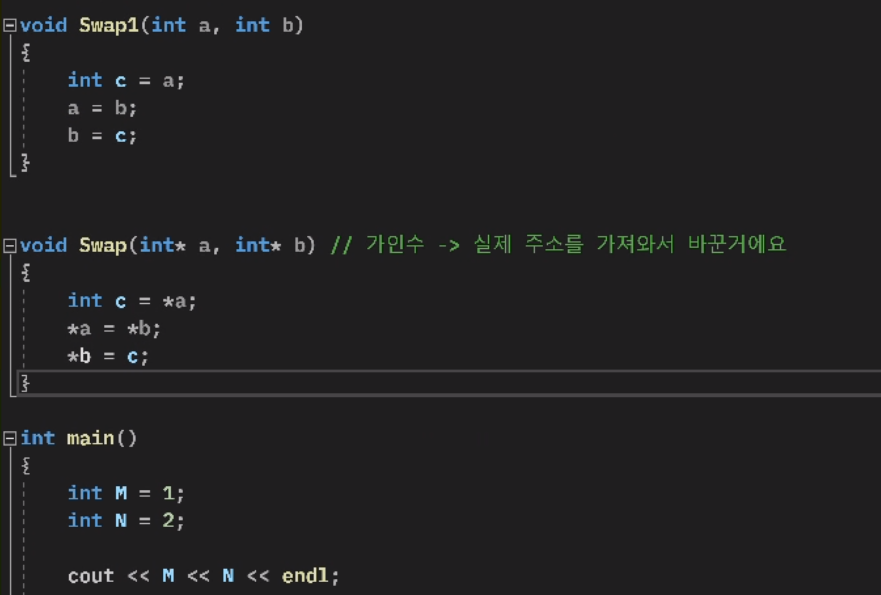 void Swap1(int a, int b)
{
int c = a;
a = b;
b = c;
}
void Swap(int* a, int* b) // 가인수 -> 실제 주소를 가져와서 바꾼거에요
{
int c = *a;
*a = *b;
*b = c;
}
int main()
{
int M = 1;
int N = 2;
cout << M << N << endl;